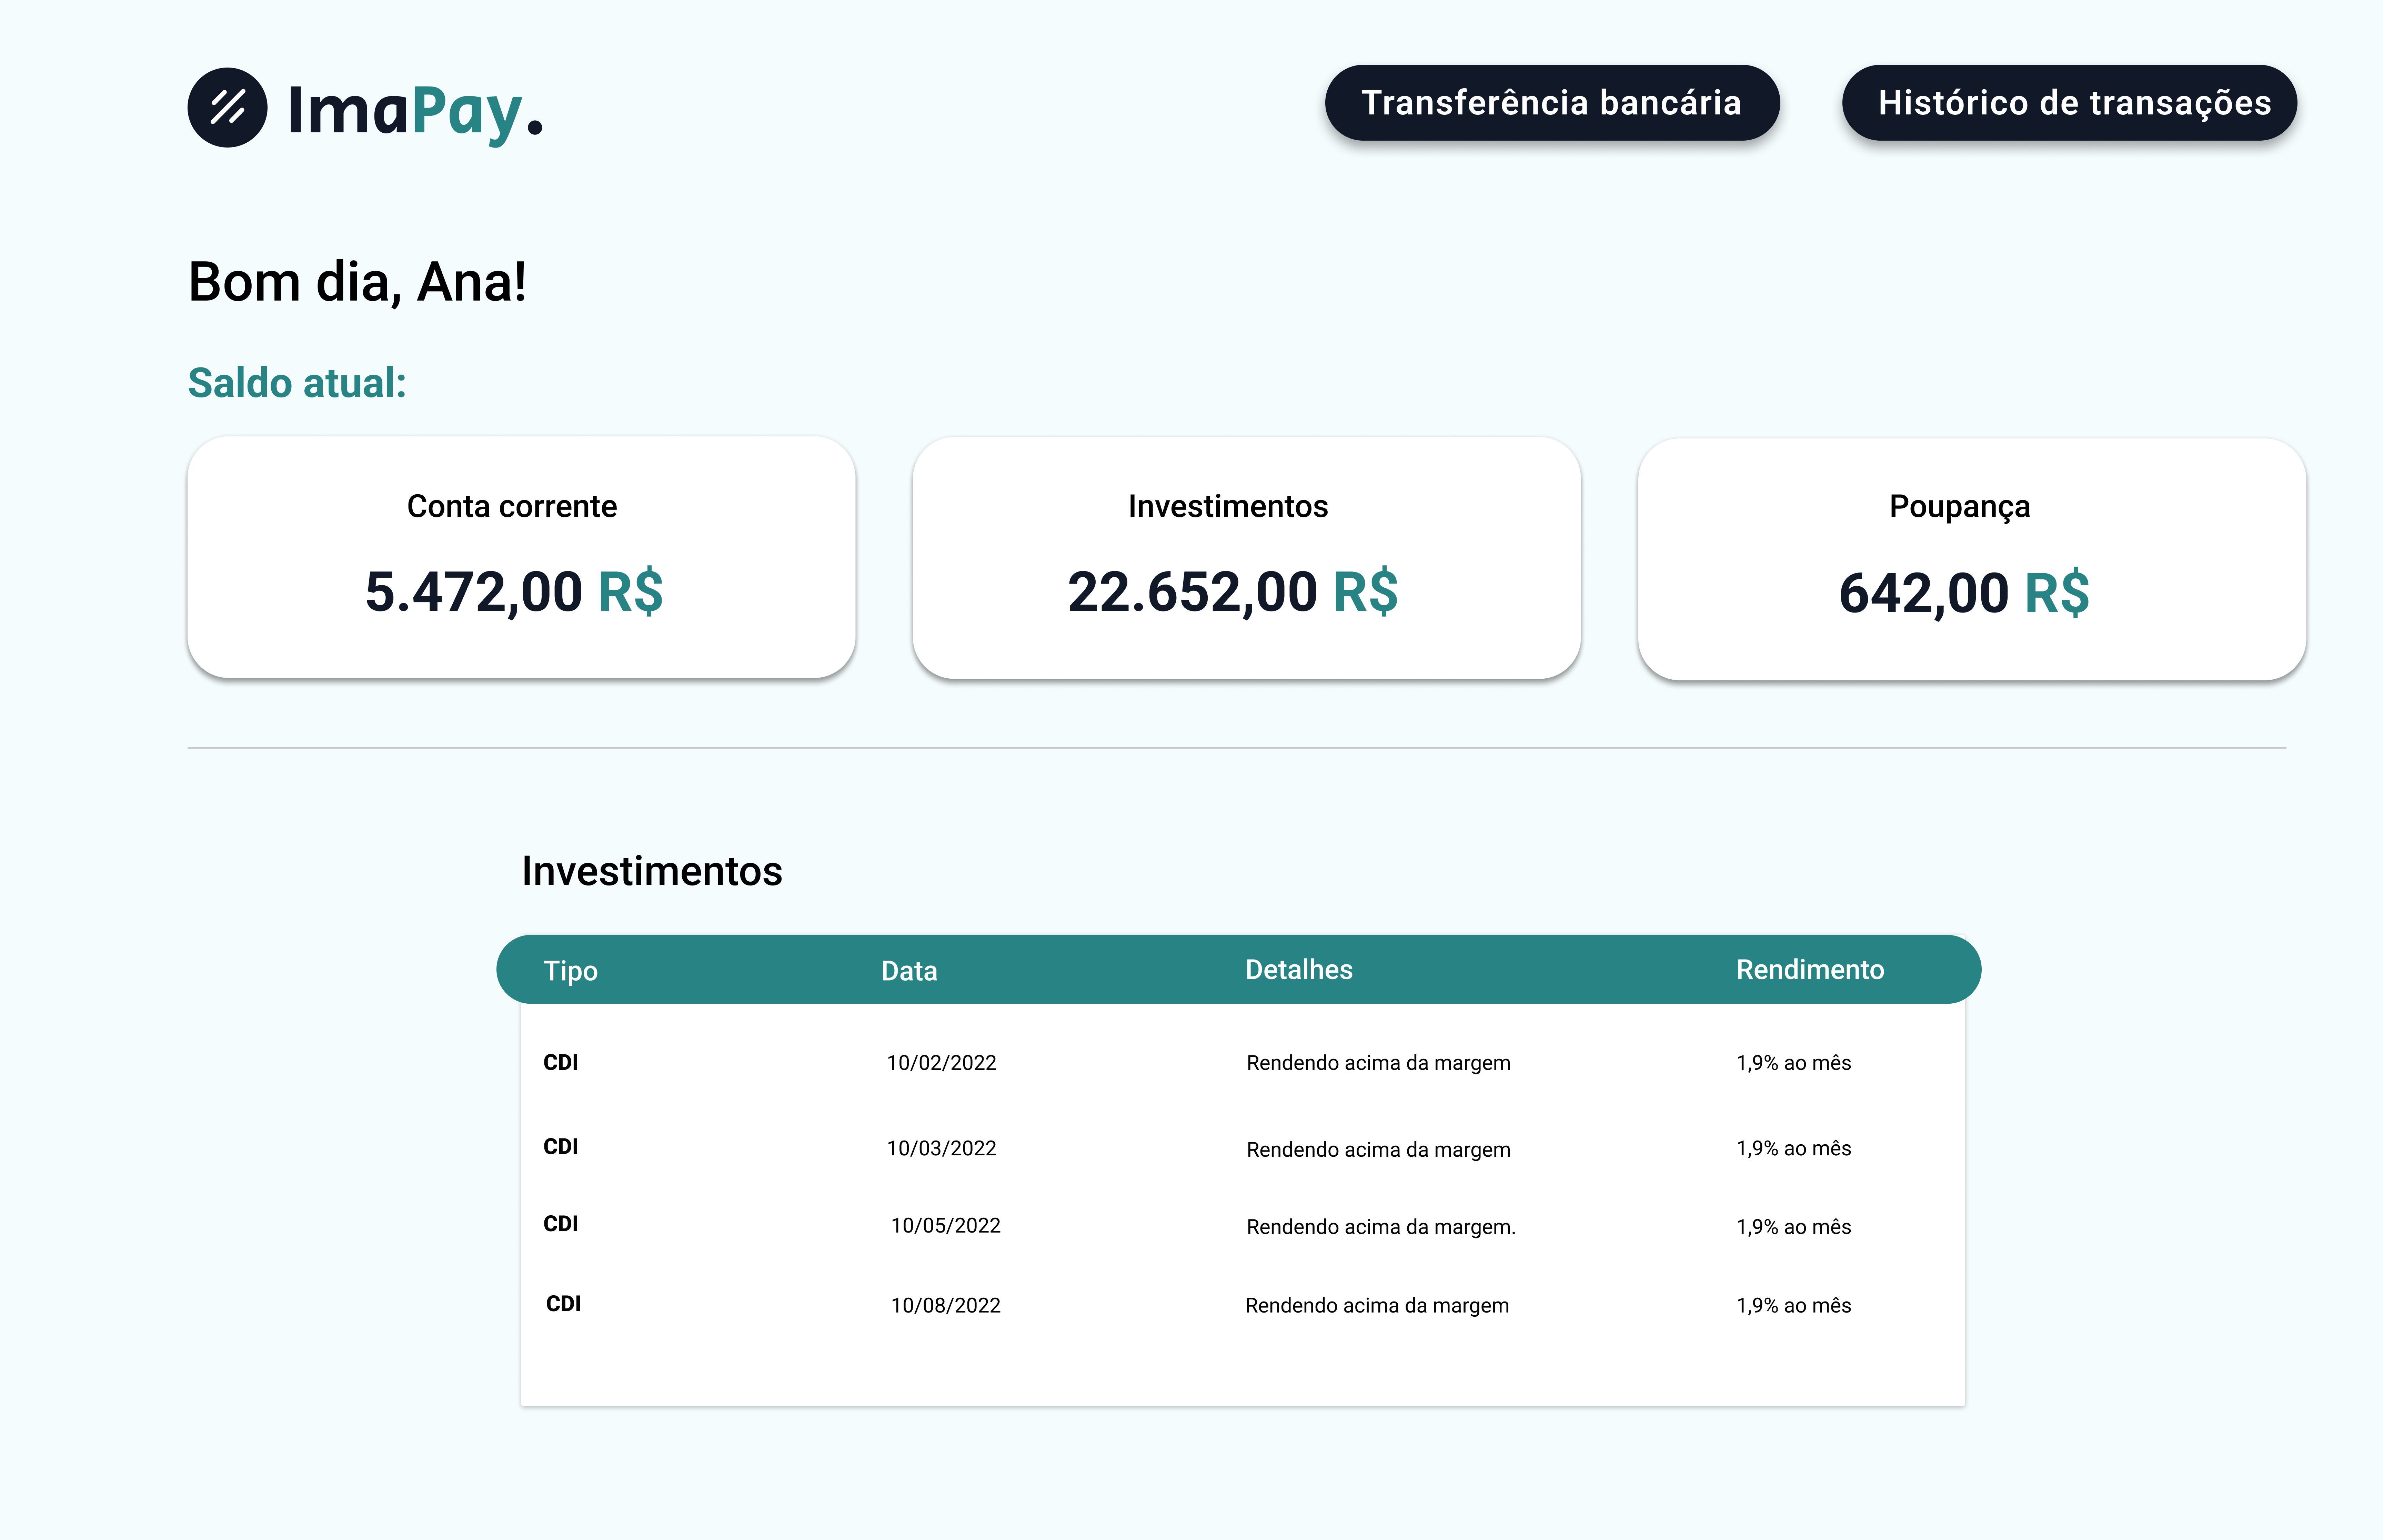 ImaPay.
Transferência bancária
Histórico de transações
Bom dia, Ana!
Saldo atual:
Conta corrente
5.472,00 R$
Investimentos
22.652,00 R$
Poupança
642,00 R$
Investimentos
Tipo Data Detalhes Rendimento
CDI 10/02/2022 Rendendo acima da margem 1,9% ao mês
CDI 10/03/2022 Rendendo acima da margem 1,9% ao mês
CDI 10/05/2022 Rendendo acima da margem. 1,9% ao mês
CDI 10/08/2022 Rendendo acima da margem 1,9% ao mês